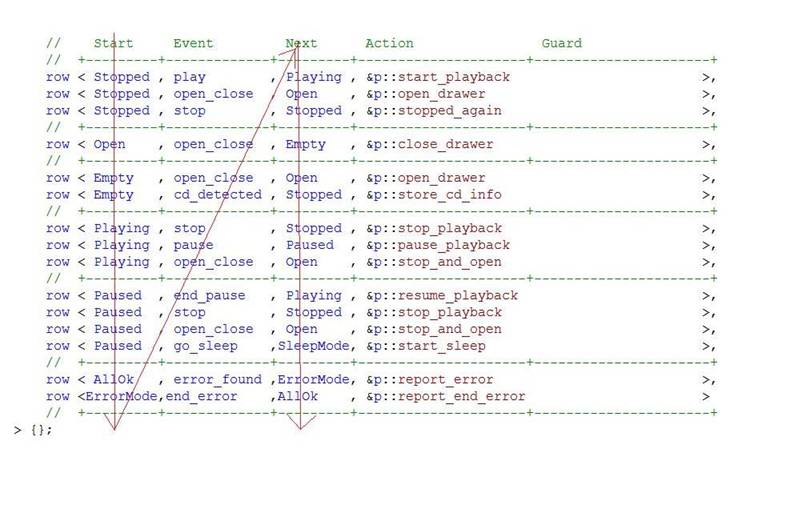 // Start Event Next Action Guard
// +---------+-------------+---------+---------------------+----------------------+
row < Stopped , play , Playing , &p::start_playback >,
row < Stopped , open_close , Open , &p::open_drawer >,
row < Stopped , stop , Stopped , &p::stopped_again >,
// +---------+-------------+---------+---------------------+----------------------+
row < Open , open_close , Empty , &p::close_drawer >,
// +---------+-------------+---------+---------------------+----------------------+
row < Empty , open_close , Open , &p::open_drawer >,
row < Empty , cd_detected , Stopped , &p::store_cd_info >,
// +---------+-------------+---------+---------------------+----------------------+
row < Playing , stop , Stopped , &p::stop_playback >,
row < Playing , pause , Paused , &p::pause_playback >,
row < Playing , open_close , Open , &p::stop_and_open >,
// +---------+-------------+---------+---------------------+----------------------+
row < Paused , end_pause , Playing , &p::resume_playback >,
row < Paused , stop , Stopped , &p::stop_playback >,
row < Paused , open_close , Open , &p::stop_and_open >,
row < Paused , go_sleep ,SleepMode, &p::start_sleep >,
// +---------+-------------+---------+---------------------+----------------------+
row < AllOk , error_found ,ErrorMode, &p::report_error >,
row <ErrorMode,end_error ,AllOk , &p::report_end_error >
// +---------+-------------+---------+---------------------+----------------------+
> {};